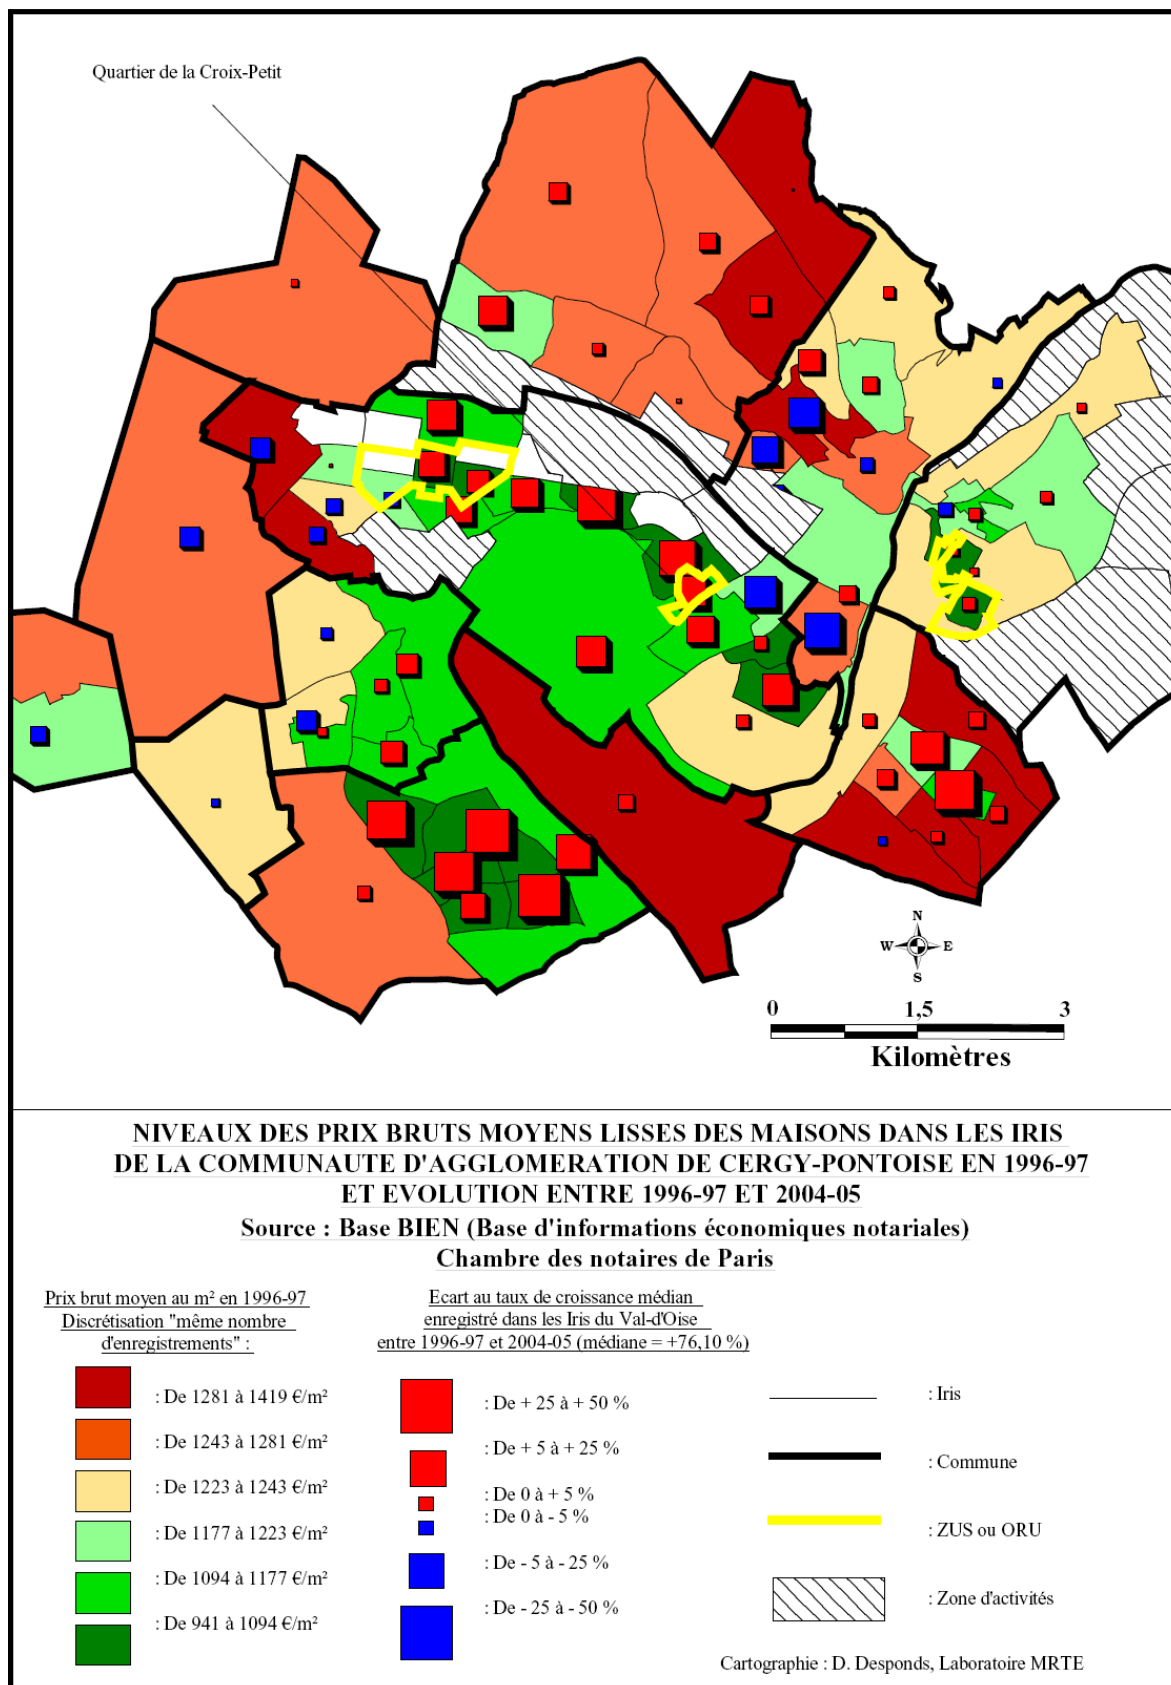 Quartier de la Croix-Petit
N
W E
S
0 1,5 3
Kilomètres
NIVEAUX DES PRIX BRUTS MOYENS LISSES DES MAISONS DANS LES IRIS
DE LA COMMUNAUTE D'AGGLOMERATION DE CERGY-PONTOISE EN 1996-97
ET EVOLUTION ENTRE 1996-97 ET 2004-05
Source : Base BIEN (Base d'informations économiques notariales)
Chambre des notaires de Paris
Prix brut moyen au m² en 1996-97
Discrétisation "même nombre
d'enregistrements" :
: De 1281 à 1419 €/m²
: De 1243 à 1281 €/m²
: De 1223 à 1243 €/m²
: De 1177 à 1223 €/m²
: De 1094 à 1177 €/m²
: De 941 à 1094 €/m²
Ecart au taux de croissance médian
enregistré dans les Iris du Val-d'Oise
entre 1996-97 et 2004-05 (médiane = +76,10 %)
: De + 25 à + 50 %
: De + 5 à + 25 %
: De 0 à + 5 %
: De 0 à - 5 %
: De - 5 à - 25 %
: De - 25 à - 50 %
: Iris
: Commune
: ZUS ou ORU
: Zone d'activités
Cartographie : D. Desponds, Laboratoire MRTE